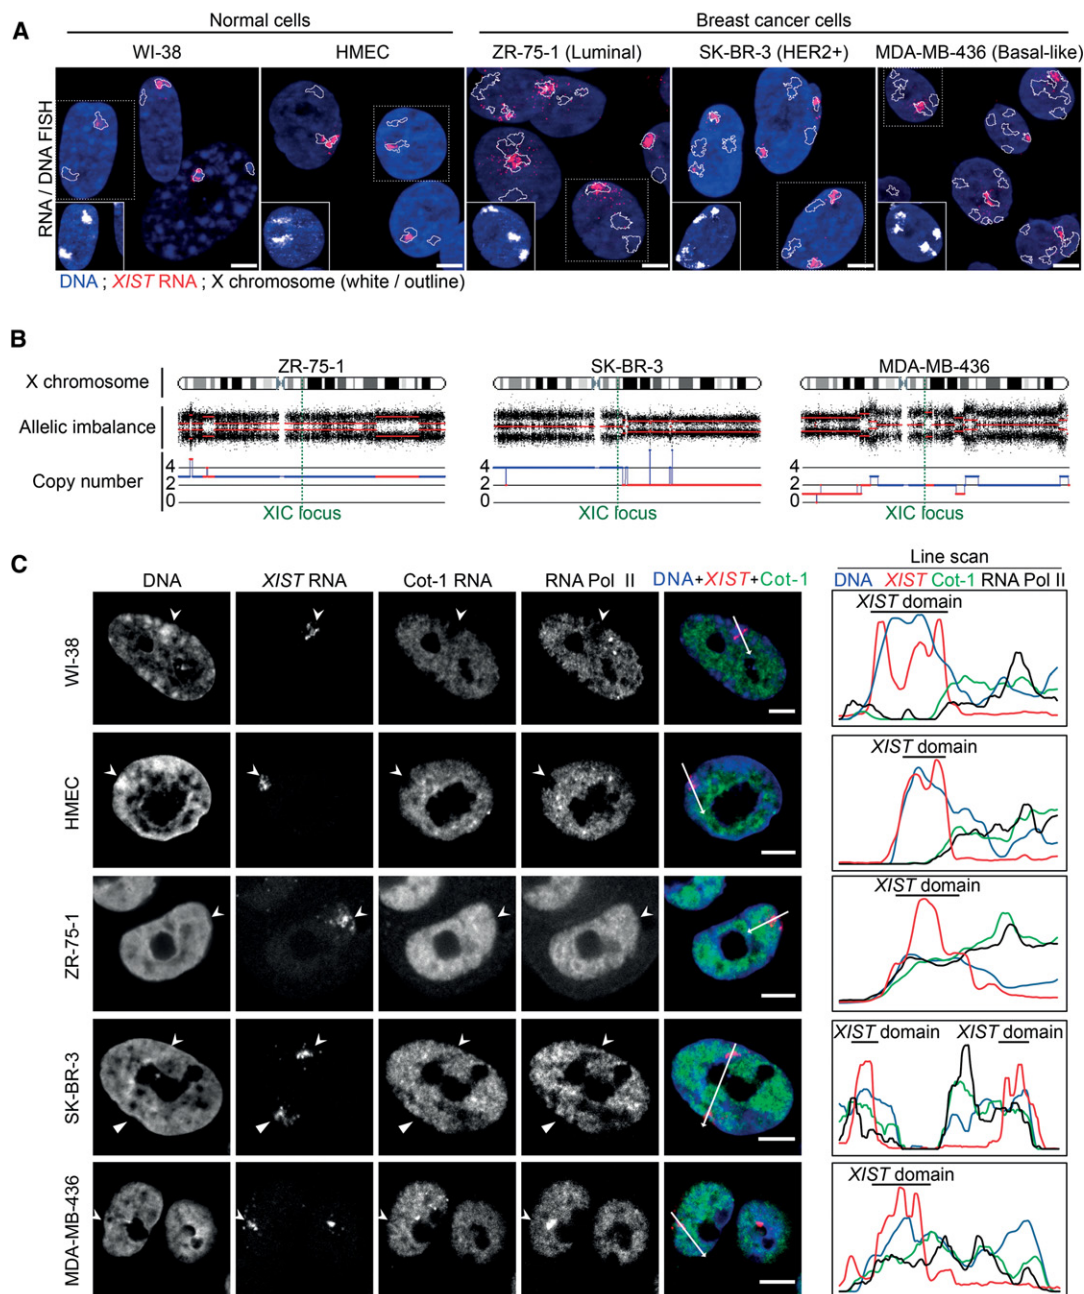 A
Normal cells
Breast cancer cells
WI-38
HMEC
ZR-75-1 (Luminal)
SK-BR-3 (HER2+)
MDA-MB-436 (Basal-like)
RNA / DNA FISH
DNA ; XIST RNA ; X chromosome (white / outline)
B
ZR-75-1
SK-BR-3
MDA-MB-436
X chromosome
Allelic imbalance
Copy number
4
2
0
XIC focus
4
2
0
XIC focus
4
2
0
XIC focus
C
DNA
XIST RNA
Cot-1 RNA
RNA Pol II
DNA+XIST+Cot-1
Line scan
DNA XIST Cot-1 RNA Pol II
WI-38
XIST domain
HMEC
XIST domain
ZR-75-1
XIST domain
SK-BR-3
XIST domain
XIST domain
MDA-MB-436
XIST domain